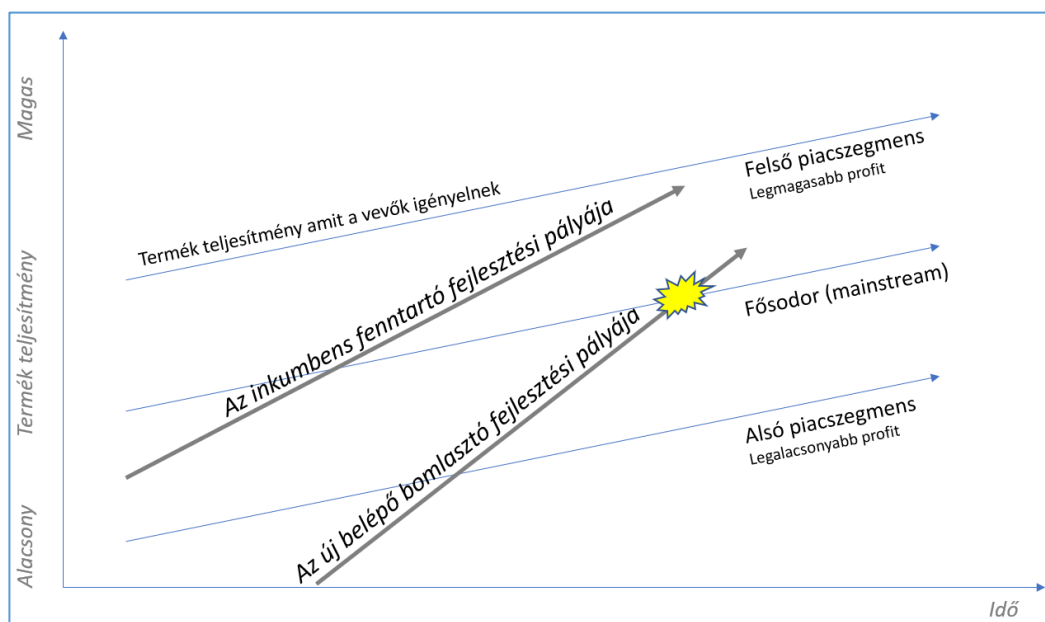 Magas
Termék teljesítmény
Alacsony
Termék teljesítmény amit a vevők igényelnek
Az inkumbens fenntartó fejlesztési pályája
Az új belépő bomlasztó fejlesztési pályája
Felső piacszegmens
Legmagasabb profit
Fősodor (mainstream)
Alsó piacszegmens
Legalacsonyabb profit
Idő